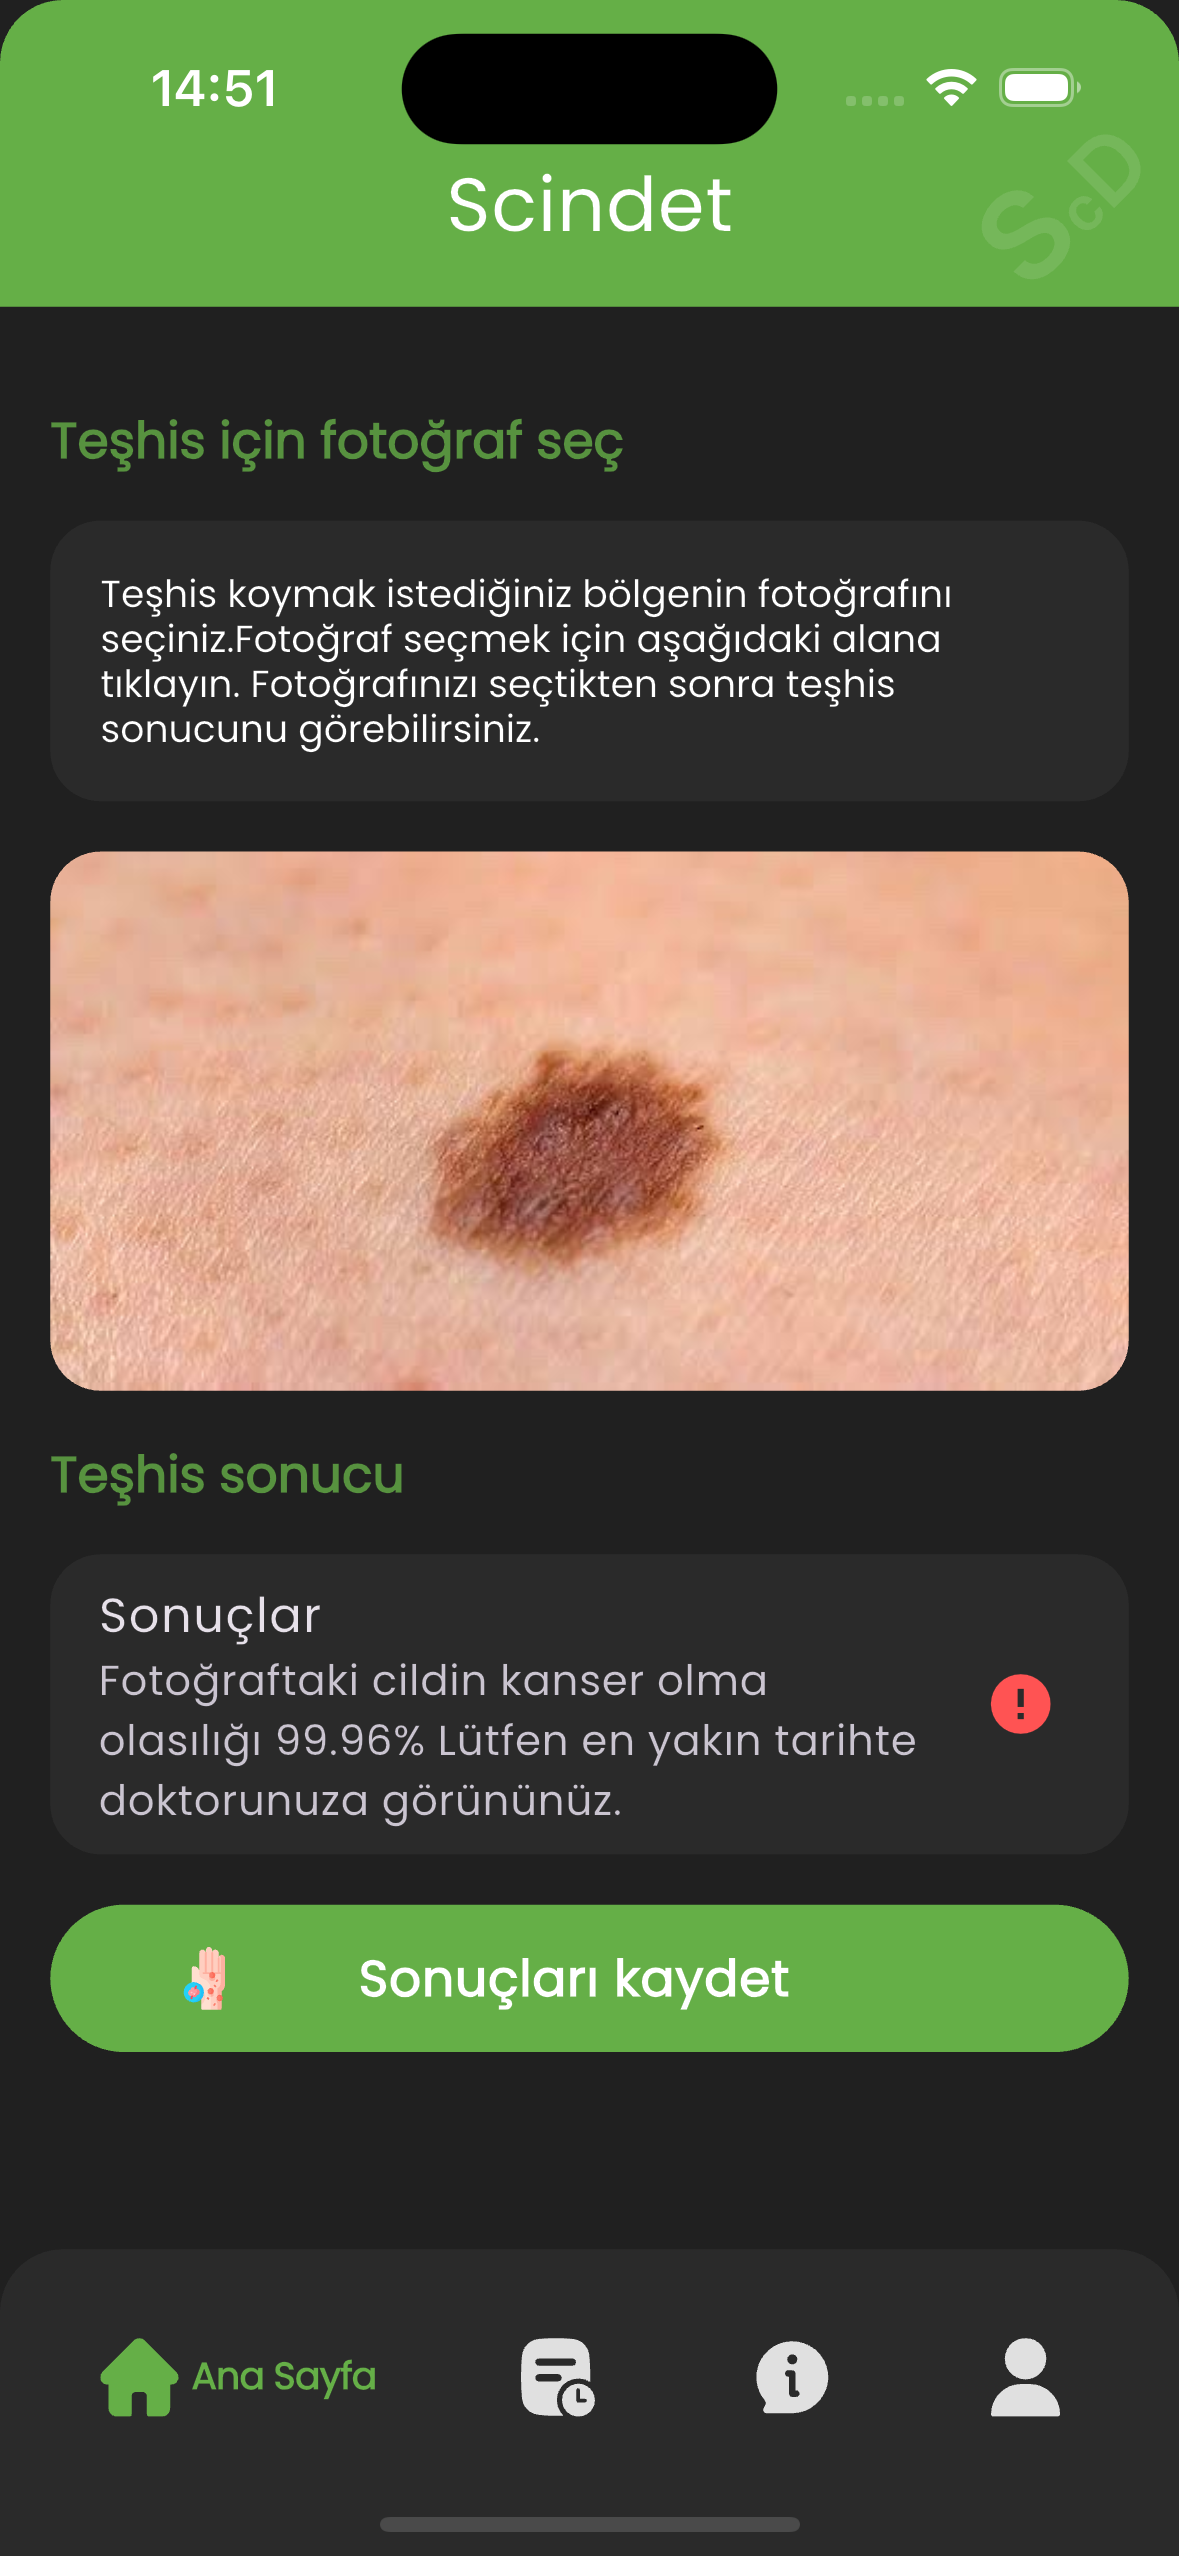 14:51
Scindet
ScD
Teşhis için fotoğraf seç
Teşhis koymak istediğiniz bölgenin fotoğrafını
seçiniz.Fotoğraf seçmek için aşağıdaki alana
tıklayın. Fotoğrafınızı seçtikten sonra teşhis
sonucunu görebilirsiniz.
Teşhis sonucu
Sonuçlar
Fotoğraftaki cildin kanser olma
olasılığı 99.96% Lütfen en yakın tarihte
doktorunuza görününüz.
Sonuçları kaydet
Ana Sayfa